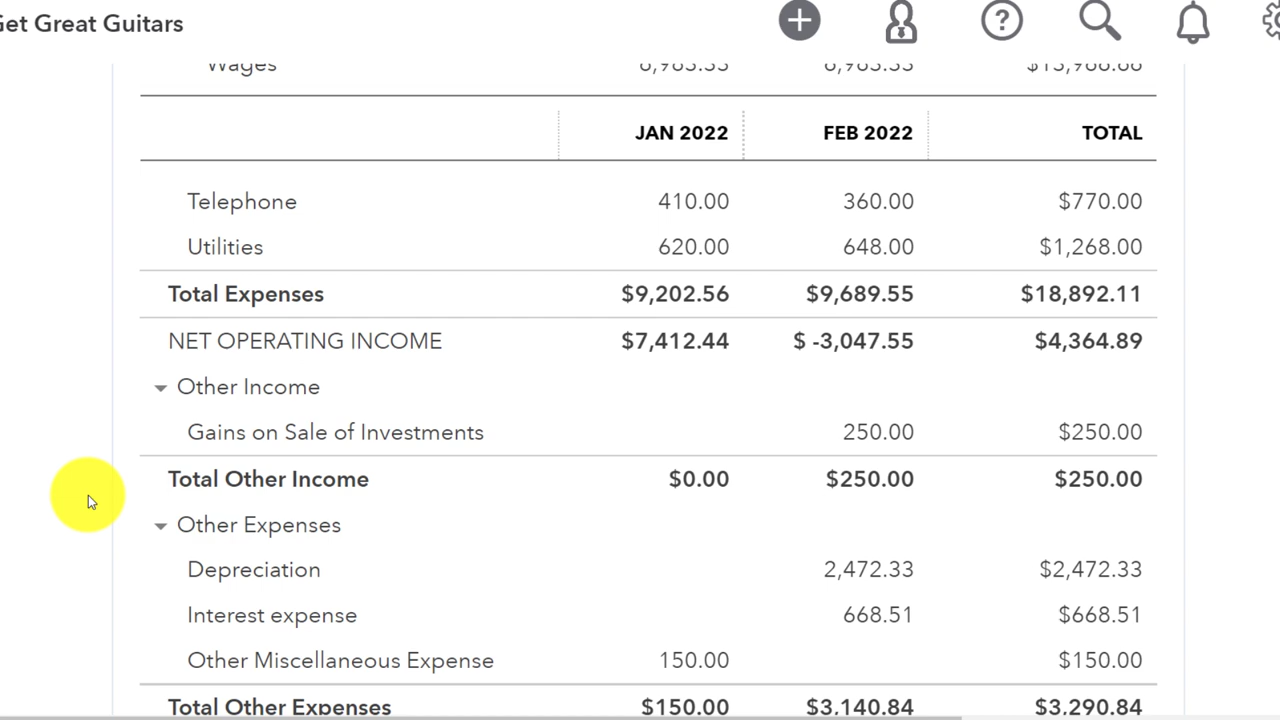 Get Great Guitars
Wages
JAN 2022 FEB 2022 TOTAL
Telephone 410.00 360.00 $770.00
Utilities 620.00 648.00 $1,268.00
Total Expenses $9,202.56 $9,689.55 $18,892.11
NET OPERATING INCOME $7,412.44 $ -3,047.55 $4,364.89
Other Income
Gains on Sale of Investments 250.00 $250.00
Total Other Income $0.00 $250.00 $250.00
Other Expenses
Depreciation 2,472.33 $2,472.33
Interest expense 668.51 $668.51
Other Miscellaneous Expense 150.00 $150.00
Total Other Expenses $150.00 $3,140.84 $3,290.84